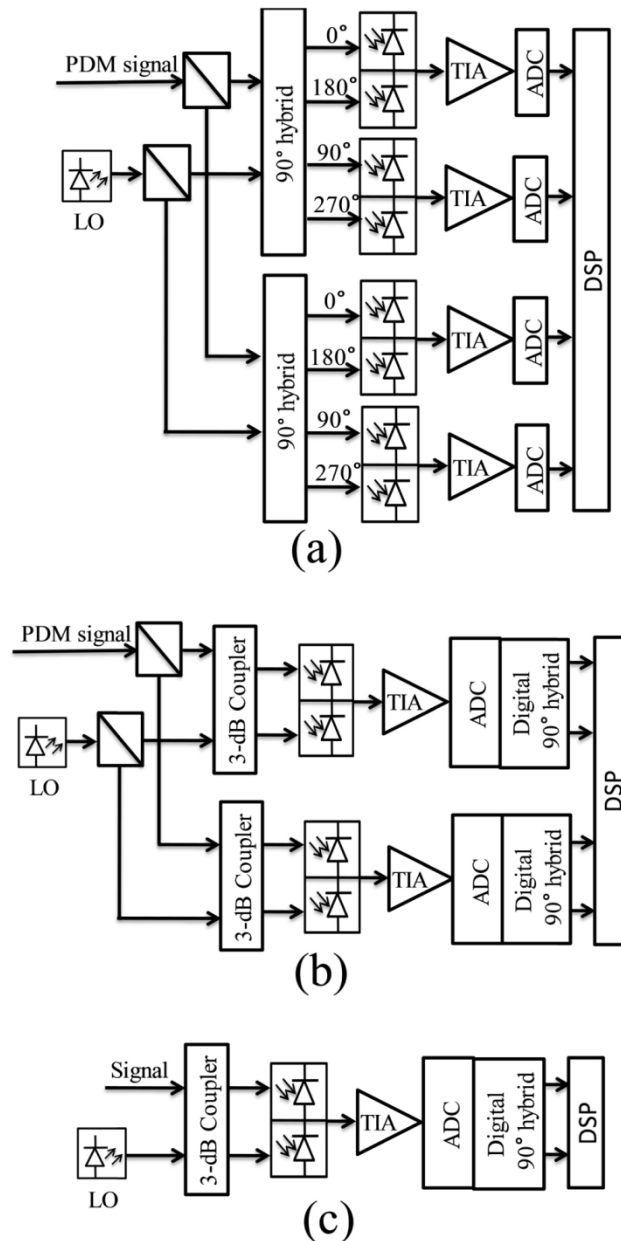 PDM signal
LO
90° hybrid
0°
180°
90°
270°
TIA
ADC
TIA
ADC
90° hybrid
0°
180°
90°
270°
TIA
ADC
TIA
ADC
DSP
(a)
PDM signal
LO
3-dB Coupler
TIA
ADC
Digital
90° hybrid
3-dB Coupler
TIA
ADC
Digital
90° hybrid
DSP
(b)
Signal
LO
3-dB Coupler
TIA
ADC
Digital
90° hybrid
DSP
(c)